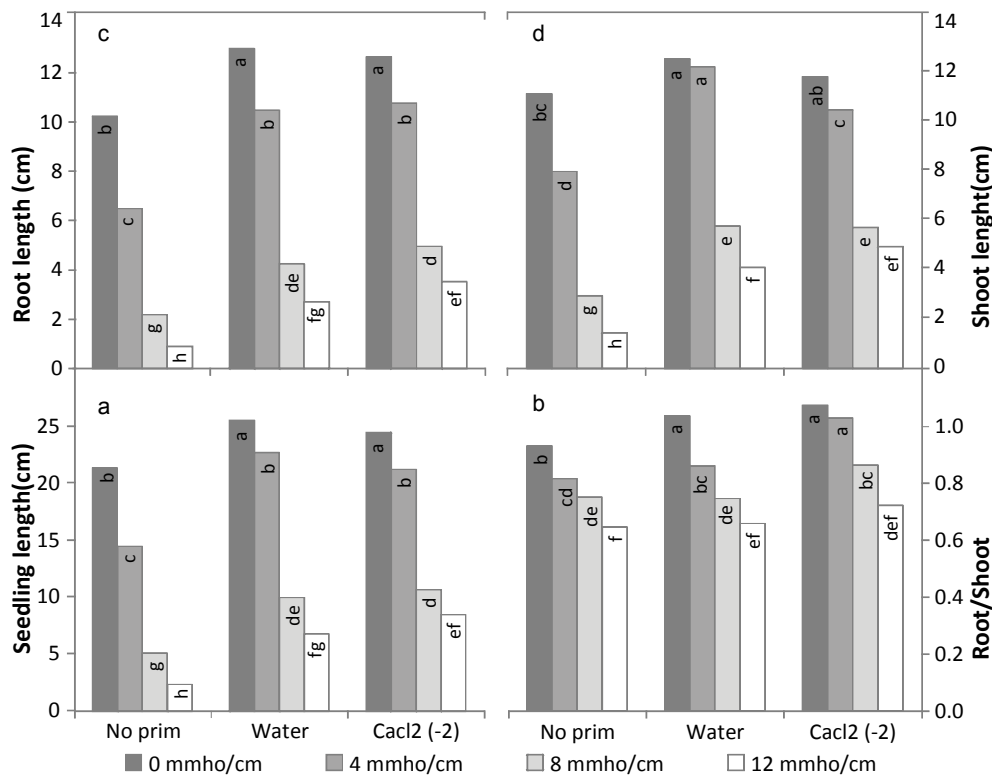 c
Root length (cm)
14
12
10
8
6
4
2
0
b
c
g
h
a
b
de
fg
a
b
d
ef
d
Shoot lenght(cm)
14
12
10
8
6
4
2
0
bc
d
g
h
a
a
e
f
ab
c
e
ef
a
Seedling length(cm)
25
20
15
10
5
0
b
c
g
h
a
b
de
fg
a
b
d
ef
No prim
Water
Cacl2 (-2)
b
Root/Shoot
1.0
0.8
0.6
0.4
0.2
0.0
b
cd
de
f
a
bc
de
ef
a
a
bc
def
No prim
Water
Cacl2 (-2)
0 mmho/cm
4 mmho/cm
8 mmho/cm
12 mmho/cm